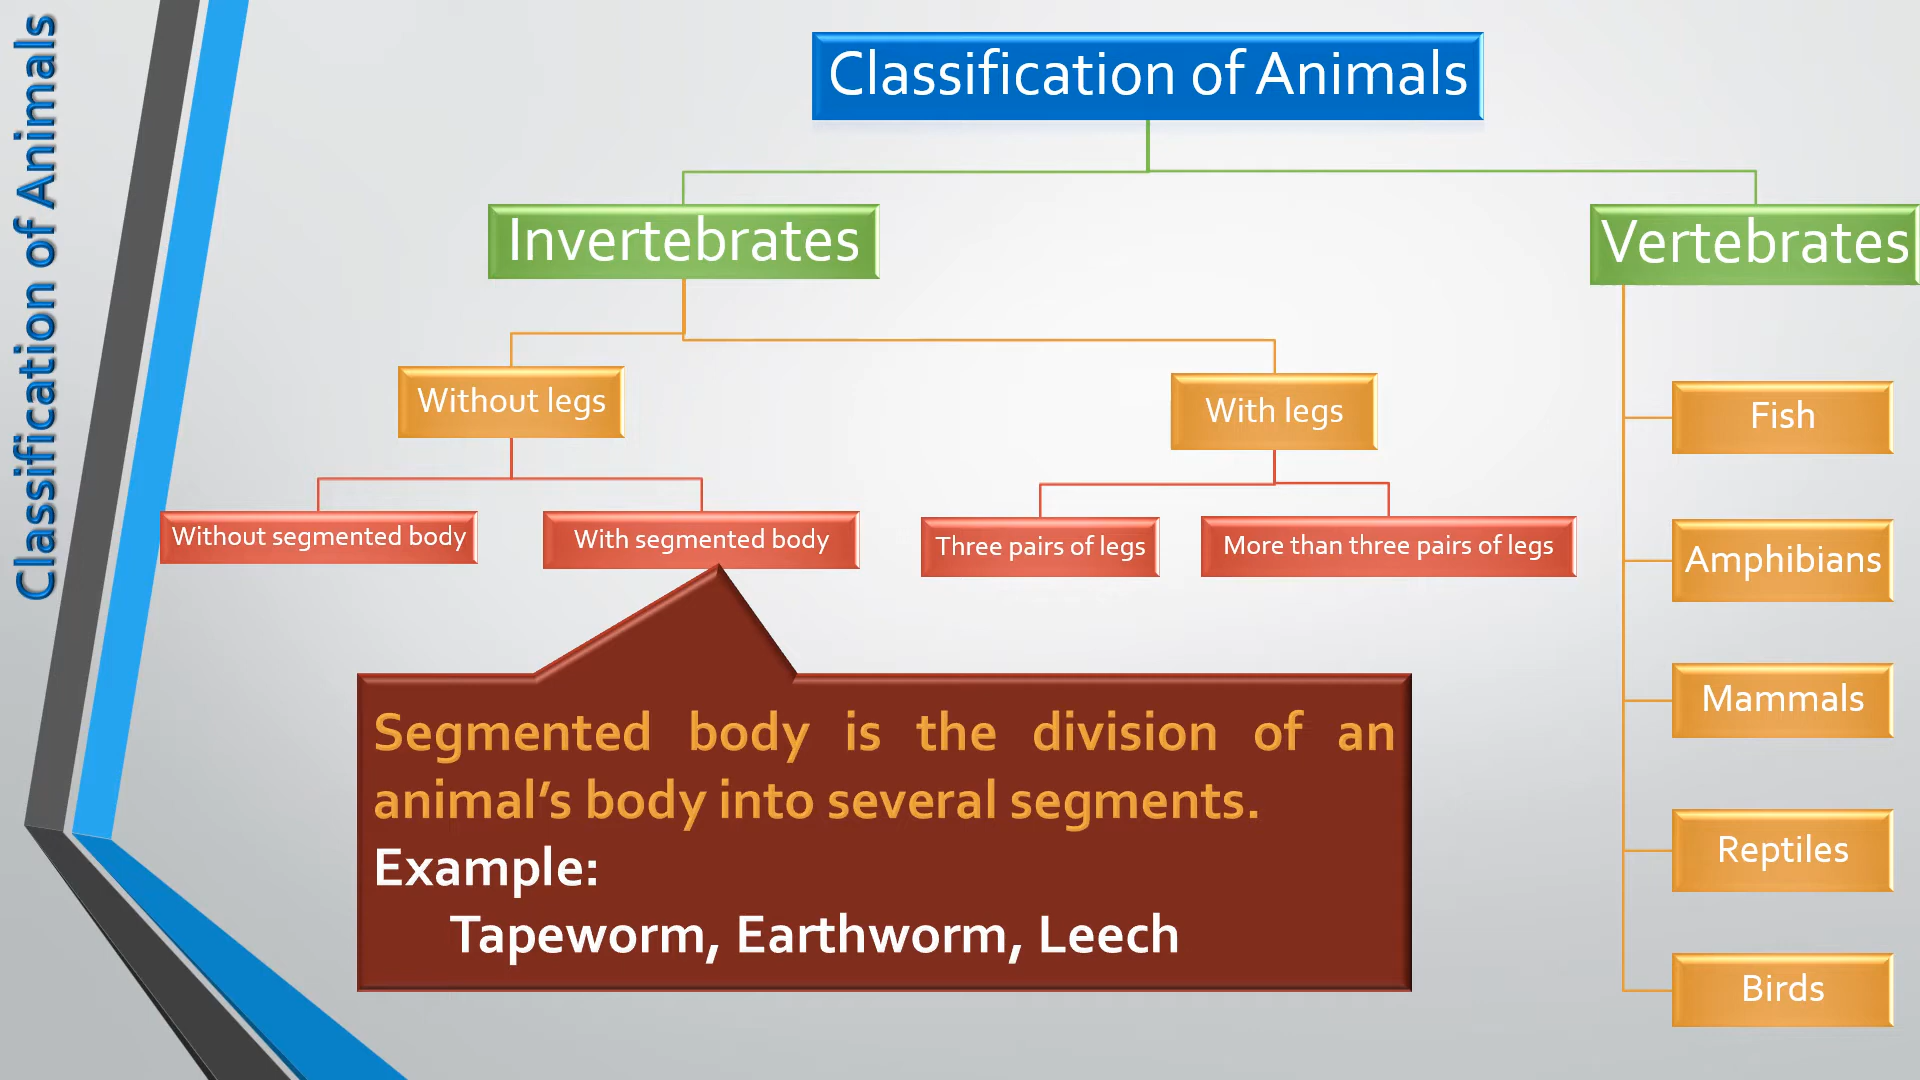 Classification of Animals
Classification of Animals
Invertebrates
Vertebrates
Without legs
With legs
Without segmented body
With segmented body
Three pairs of legs
More than three pairs of legs
Segmented body is the division of an
animal’s body into several segments.
Example:
Tapeworm, Earthworm, Leech
Fish
Amphibians
Mammals
Reptiles
Birds